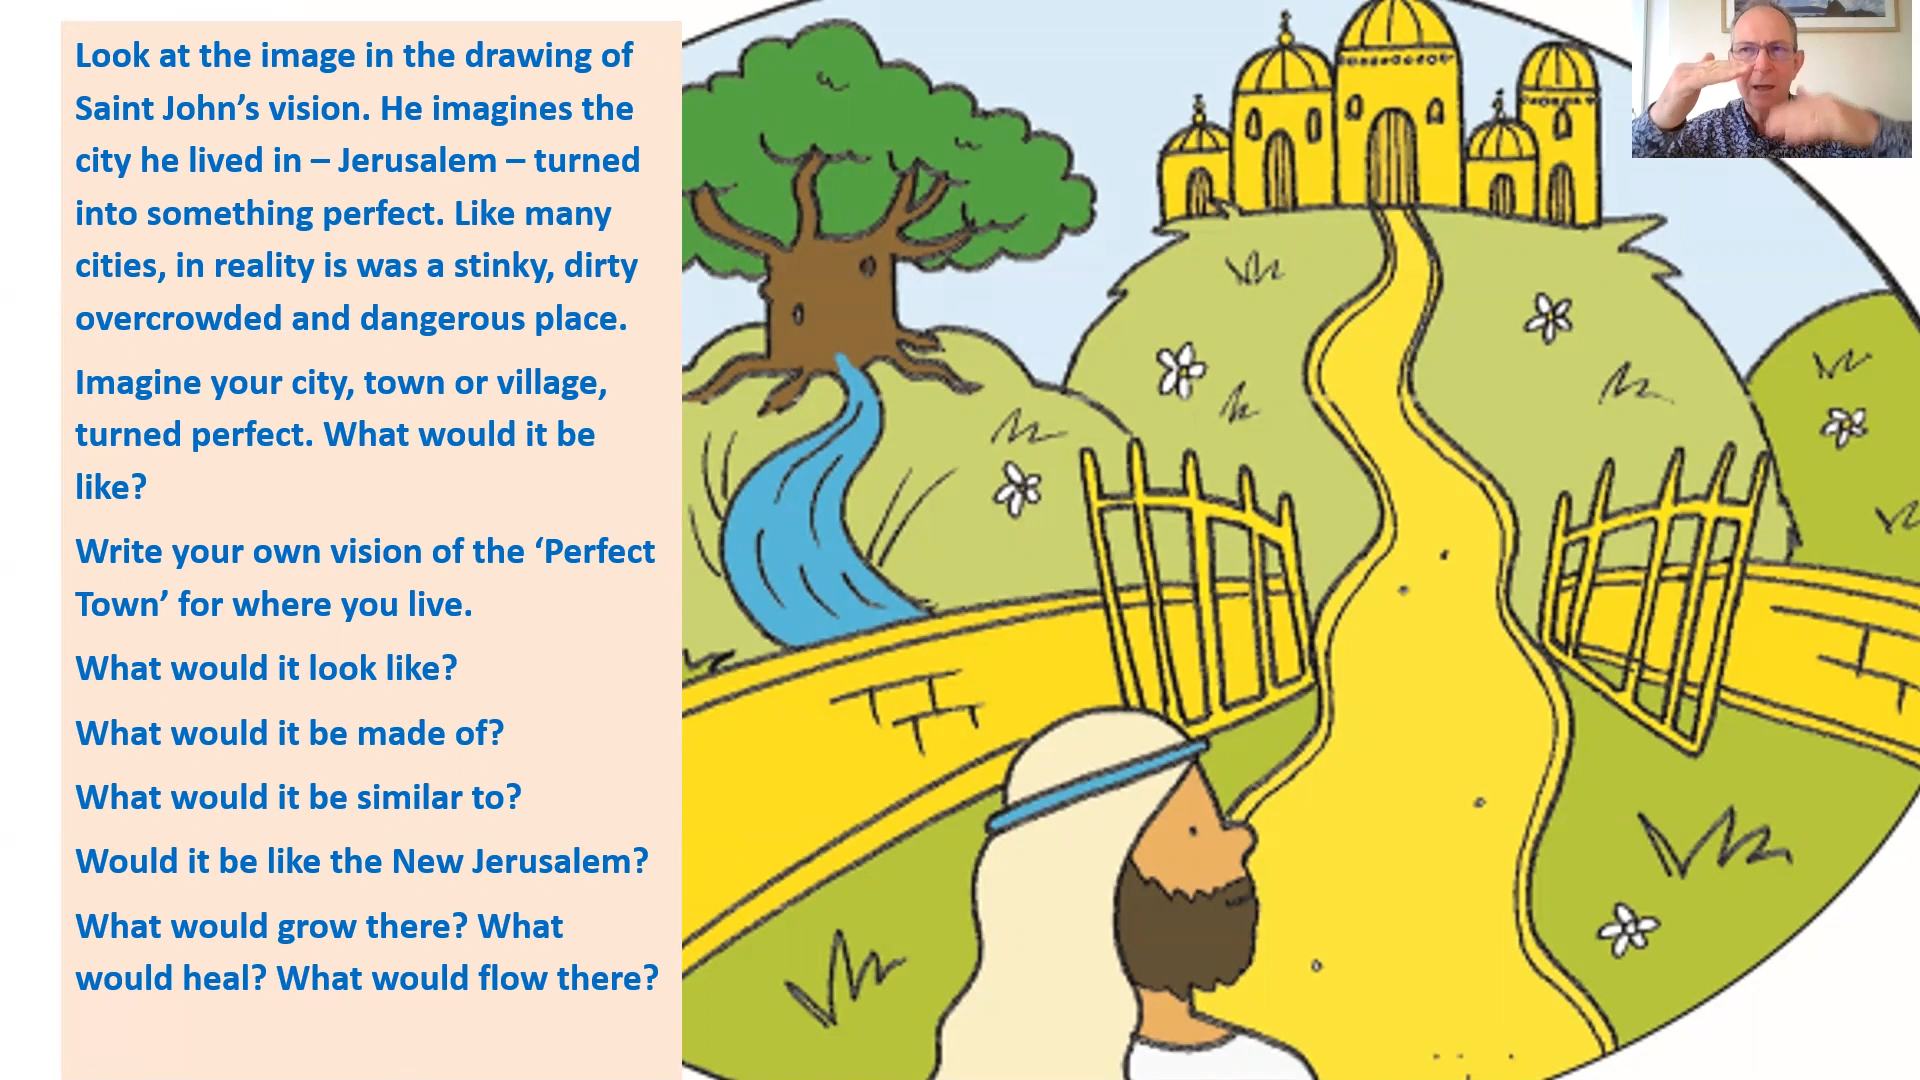 Look at the image in the drawing of
Saint John’s vision. He imagines the
city he lived in – Jerusalem – turned
into something perfect. Like many
cities, in reality is was a stinky, dirty
overcrowded and dangerous place.
Imagine your city, town or village,
turned perfect. What would it be
like?
Write your own vision of the ‘Perfect
Town’ for where you live.
What would it look like?
What would it be made of?
What would it be similar to?
Would it be like the New Jerusalem?
What would grow there? What
would heal? What would flow there?